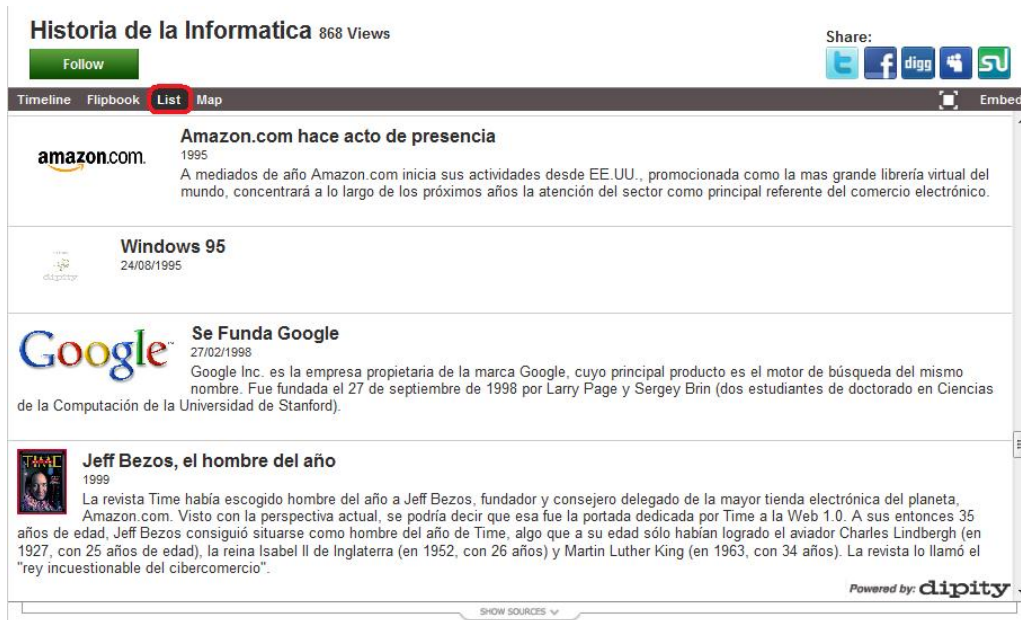 Historia de la Informatica 868 Views
Follow
Share:
digg
Timeline Flipbook List Map Embed
amazon.com.
Amazon.com hace acto de presencia
1995
A mediados de año Amazon.com inicia sus actividades desde EE.UU., promocionada como la mas grande librería virtual del
mundo, concentrará a lo largo de los próximos años la atención del sector como principal referente del comercio electrónico.
dipity
Windows 95
24/08/1995
Google
Se Funda Google
27/02/1998
Google Inc. es la empresa propietaria de la marca Google, cuyo principal producto es el motor de búsqueda del mismo
nombre. Fue fundada el 27 de septiembre de 1998 por Larry Page y Sergey Brin (dos estudiantes de doctorado en Ciencias
de la Computación de la Universidad de Stanford).
TIME
Jeff Bezos, el hombre del año
1999
La revista Time había escogido hombre del año a Jeff Bezos, fundador y consejero delegado de la mayor tienda electrónica del planeta,
Amazon.com. Visto con la perspectiva actual, se podría decir que esa fue la portada dedicada por Time a la Web 1.0. A sus entonces 35
años de edad, Jeff Bezos consiguió situarse como hombre del año de Time, algo que a su edad sólo habían logrado el aviador Charles Lindbergh (en
1927, con 25 años de edad), la reina Isabel II de Inglaterra (en 1952, con 26 años) y Martin Luther King (en 1963, con 34 años). La revista lo llamó el
"rey incuestionable del cibercomercio".
Powered by: dipity
SHOW SOURCES